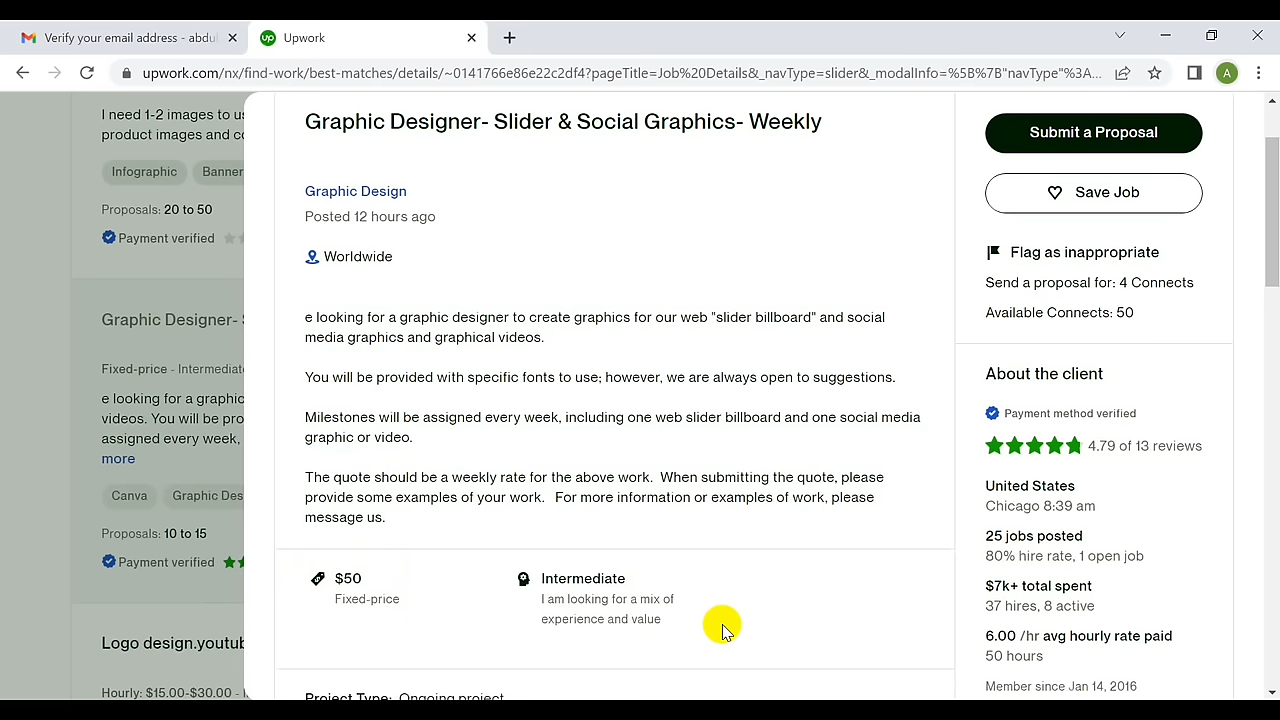 Verify your email address - abdul
Upwork
upwork.com/nx/find-work/best-matches/details/~0141766e86e22c2df4?pageTitle=Job%20Details&_navType=slider&_modalInfo=%5B%7B"navType"%3A...
A
I need 1-2 images to us
product images and co
Infographic
Banner
Proposals: 20 to 50
Payment verified
Graphic Designer-
Fixed-price - Intermediate
e looking for a graphic
videos. You will be pro
assigned every week,
more
Canva
Graphic Des
Proposals: 10 to 15
Payment verified
Logo design.youtub
Hourly: $15.00-$30.00 -
Graphic Designer- Slider & Social Graphics- Weekly
Graphic Design
Posted 12 hours ago
Worldwide
e looking for a graphic designer to create graphics for our web "slider billboard" and social
media graphics and graphical videos.
You will be provided with specific fonts to use; however, we are always open to suggestions.
Milestones will be assigned every week, including one web slider billboard and one social media
graphic or video.
The quote should be a weekly rate for the above work.  When submitting the quote, please
provide some examples of your work.   For more information or examples of work, please
message us.
$50
Fixed-price
Intermediate
I am looking for a mix of
experience and value
Project Type: Ongoing project
Submit a Proposal
Save Job
Flag as inappropriate
Send a proposal for: 4 Connects
Available Connects: 50
About the client
Payment method verified
4.79 of 13 reviews
United States
Chicago 8:39 am
25 jobs posted
80% hire rate, 1 open job
$7k+ total spent
37 hires, 8 active
6.00 /hr avg hourly rate paid
50 hours
Member since Jan 14, 2016